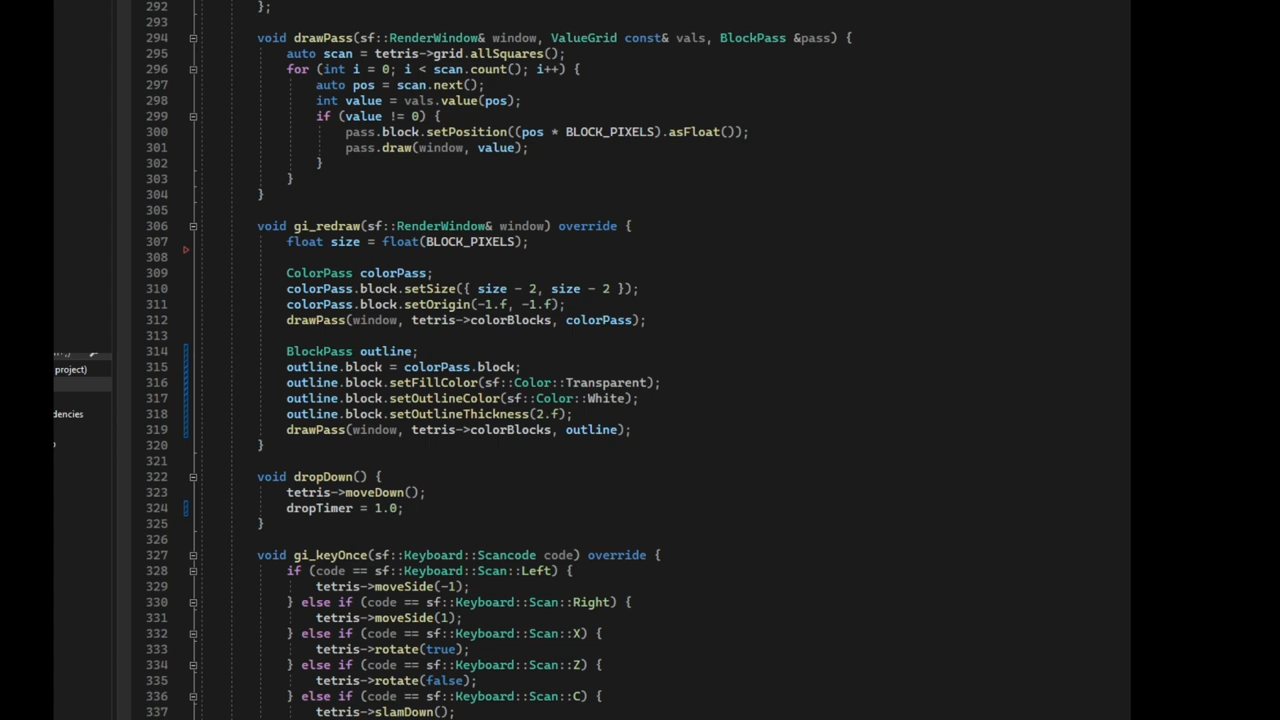 292 };
293
294 void drawPass(sf::RenderWindow& window, ValueGrid const& vals, BlockPass &pass) {
295 auto scan = tetris->grid.allSquares();
296 for (int i = 0; i < scan.count(); i++) {
297 auto pos = scan.next();
298 int value = vals.value(pos);
299 if (value != 0) {
300 pass.block.setPosition((pos * BLOCK_PIXELS).asFloat());
301 pass.draw(window, value);
302 }
303 }
304 }
305
306 void gi_redraw(sf::RenderWindow& window) override {
307 float size = float(BLOCK_PIXELS);
308
309 ColorPass colorPass;
310 colorPass.block.setSize({ size - 2, size - 2 });
311 colorPass.block.setOrigin(-1.f, -1.f);
312 drawPass(window, tetris->colorBlocks, colorPass);
313
314 BlockPass outline;
315 outline.block = colorPass.block;
316 outline.block.setFillColor(sf::Color::Transparent);
317 outline.block.setOutlineColor(sf::Color::White);
318 outline.block.setOutlineThickness(2.f);
319 drawPass(window, tetris->colorBlocks, outline);
320 }
321
322 void dropDown() {
323 tetris->moveDown();
324 dropTimer = 1.0;
325 }
326
327 void gi_keyOnce(sf::Keyboard::Scancode code) override {
328 if (code == sf::Keyboard::Scan::Left) {
329 tetris->moveSide(-1);
330 } else if (code == sf::Keyboard::Scan::Right) {
331 tetris->moveSide(1);
332 } else if (code == sf::Keyboard::Scan::X) {
333 tetris->rotate(true);
334 } else if (code == sf::Keyboard::Scan::Z) {
335 tetris->rotate(false);
336 } else if (code == sf::Keyboard::Scan::C) {
337 tetris->slamDown();
project)
dencies